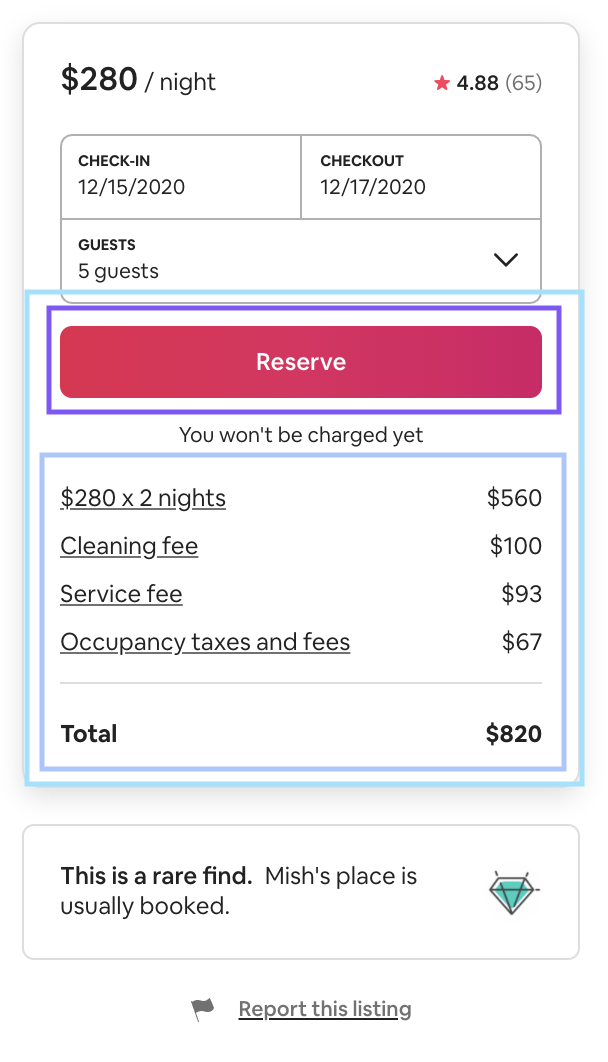 $280 / night ★ 4.88 (65)
CHECK-IN CHECKOUT
12/15/2020 12/17/2020
GUESTS
5 guests
Reserve
You won't be charged yet
$280 x 2 nights $560
Cleaning fee $100
Service fee $93
Occupancy taxes and fees $67
Total $820
This is a rare find. Mish's place is
usually booked.
Report this listing